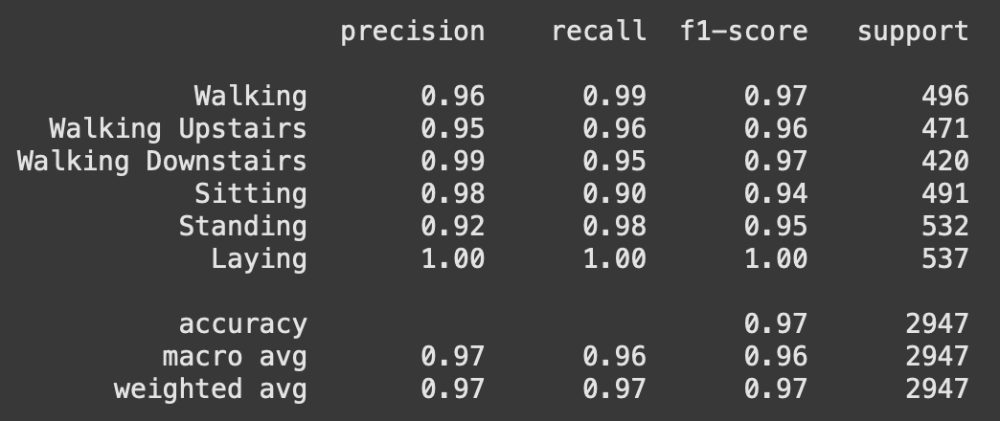 precision recall f1-score support
Walking 0.96 0.99 0.97 496
Walking Upstairs 0.95 0.96 0.96 471
Walking Downstairs 0.99 0.95 0.97 420
Sitting 0.98 0.90 0.94 491
Standing 0.92 0.98 0.95 532
Laying 1.00 1.00 1.00 537
accuracy 0.97 2947
macro avg 0.97 0.96 0.96 2947
weighted avg 0.97 0.97 0.97 2947